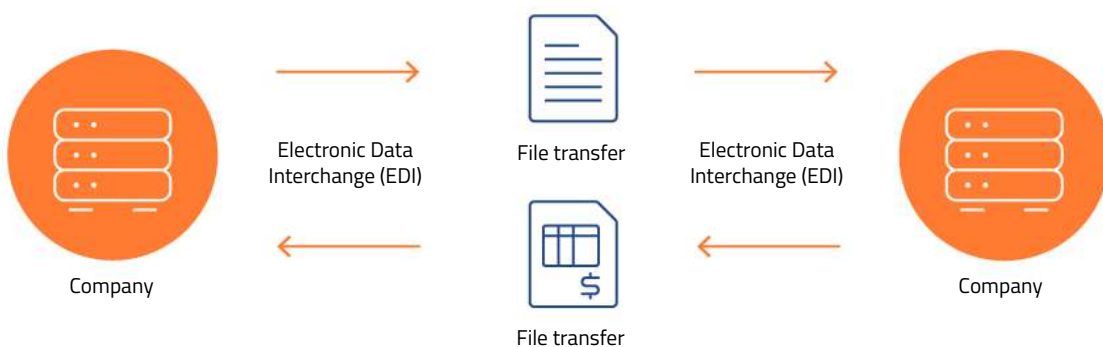 Electronic Data
Interchange (EDI)
File transfer
Electronic Data
Interchange (EDI)
Company
$
Company
File transfer